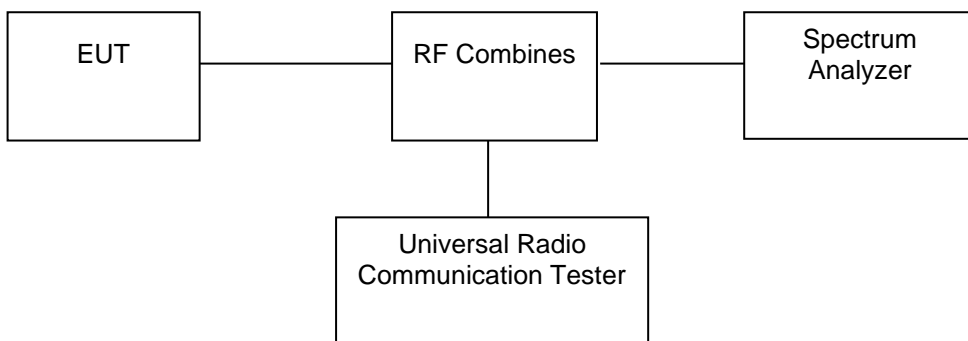 EUT
RF Combines
Spectrum
Analyzer
Universal Radio
Communication Tester